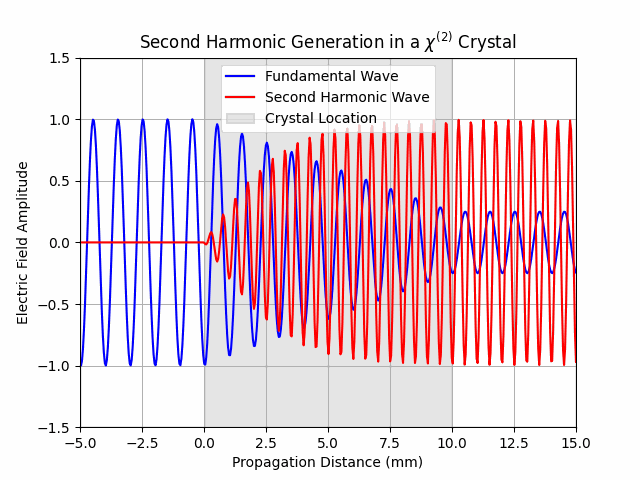 Second Harmonic Generation in a χ⁽²⁾ Crystal
Fundamental Wave
Second Harmonic Wave
Crystal Location
Electric Field Amplitude
1.5
1.0
0.5
0.0
−0.5
−1.0
−1.5
−5.0 −2.5 0.0 2.5 5.0 7.5 10.0 12.5 15.0
Propagation Distance (mm)